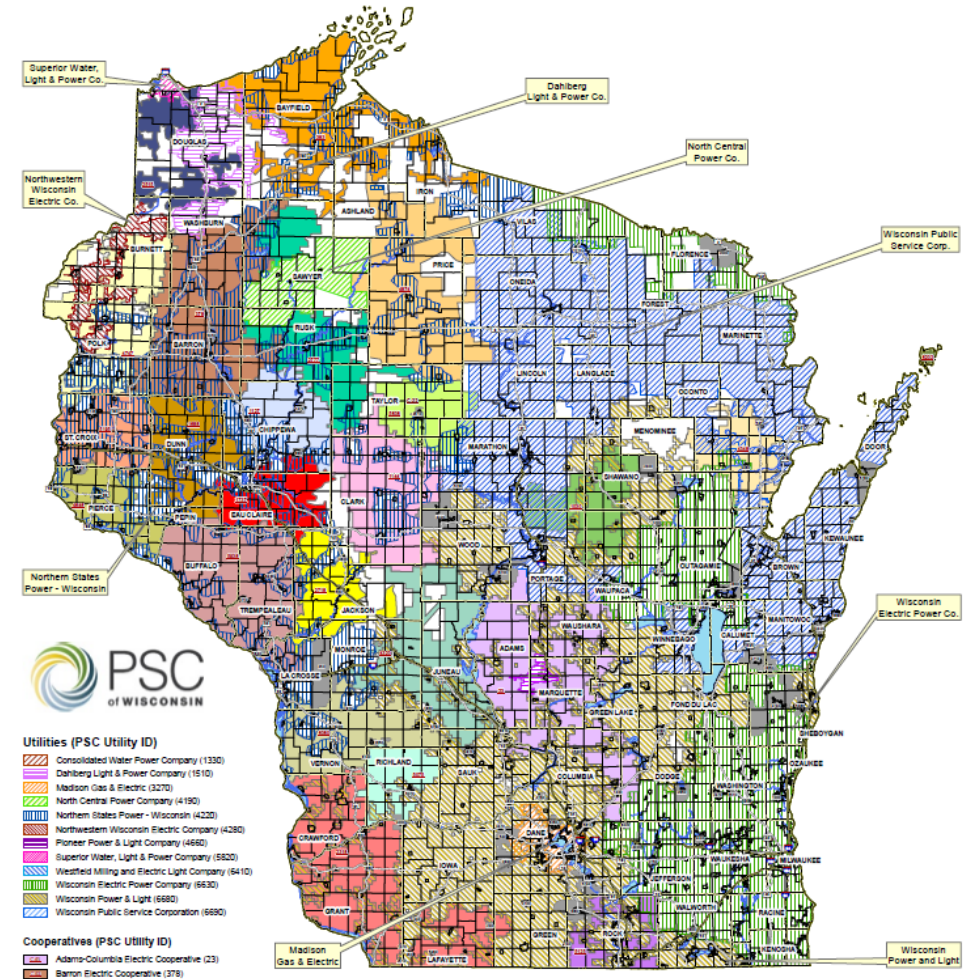 Superior Water,
Light & Power Co.
Dahlberg
Light & Power Co.
North Central
Power Co.
Northwestern
Wisconsin
Electric Co.
Wisconsin Public
Service Corp.
BAYFIELD
DOUGLAS
IRON
ASHLAND
VILAS
WASHBURN
BURNETT
FLORENCE
SAWYER
PRICE
ONEIDA
FOREST
RUSK
MARINETTE
POLK
BARRON
LINCOLN
LANGLADE
OCONTO
TAYLOR
CHIPPEWA
MENOMINEE
ST. CROIX
DUNN
MARATHON
DOOR
SHAWANO
CLARK
PIERCE
PEPIN
EAU CLAIRE
KEWAUNEE
WOOD
OUTAGAMIE
BROWN
BUFFALO
PORTAGE
WAUPACA
Northern States
Power - Wisconsin
TREMPEALEAU
JACKSON
WAUSHARA
MANITOWOC
Wisconsin
Electric Power Co.
WINNEBAGO
CALUMET
ADAMS
MONROE
LA CROSSE
JUNEAU
MARQUETTE
GREEN LAKE
FOND DU LAC
SHEBOYGAN
PSC
of WISCONSIN
VERNON
RICHLAND
SAUK
COLUMBIA
DODGE
OZAUKEE
WASHINGTON
CRAWFORD
DANE
IOWA
WAUKESHA
MILWAUKEE
JEFFERSON
GRANT
WALWORTH
RACINE
GREEN
ROCK
KENOSHA
LAFAYETTE
Madison
Gas & Electric
Wisconsin
Power and Light
Utilities (PSC Utility ID)
Consolidated Water Power Company (1330)
Dahlberg Light & Power Company (1510)
Madison Gas & Electric (3270)
North Central Power Company (4190)
Northern States Power - Wisconsin (4220)
Northwestern Wisconsin Electric Company (4280)
Pioneer Power & Light Company (4660)
Superior Water, Light & Power Company (5820)
Westfield Milling and Electric Light Company (6410)
Wisconsin Electric Power Company (6630)
Wisconsin Power & Light (6680)
Wisconsin Public Service Corporation (6690)
Cooperatives (PSC Utility ID)
Adams-Columbia Electric Cooperative (23)
Barron Electric Cooperative (378)